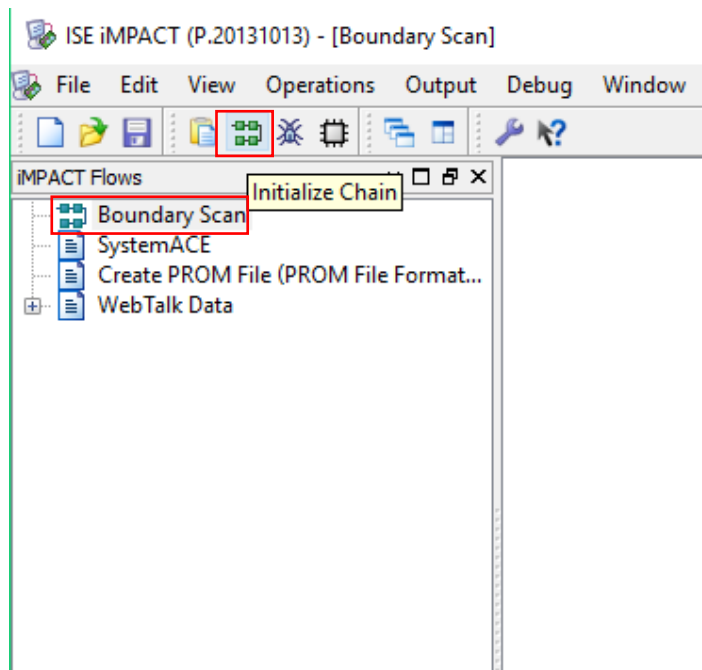 ISE iMPACT (P.20131013) - [Boundary Scan]
File Edit View Operations Output Debug Window
iMPACT Flows
Initialize Chain
Boundary Scan
SystemACE
Create PROM File (PROM File Format...
WebTalk Data